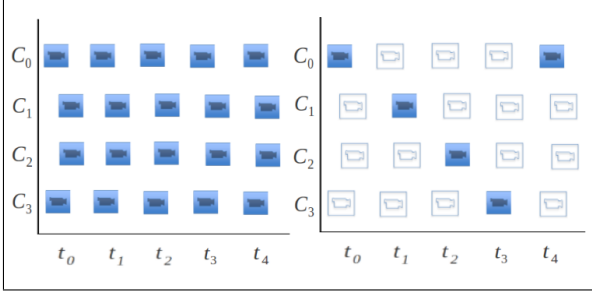 C0 C0
C1 C1
C2 C2
C3 C3
t0 t1 t2 t3 t4 t0 t1 t2 t3 t4